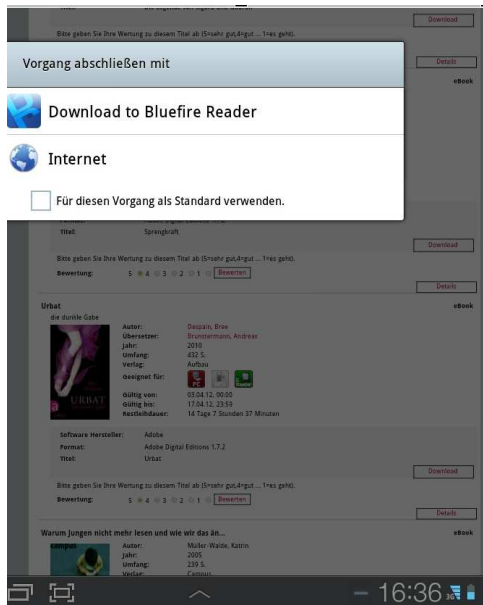 Download
Bitte geben Sie Ihre Wertung zu diesem Titel ab (5=sehr gut,4=gut ... 1=es geht).
Details
eBook
Vorgang abschließen mit
Download to Bluefire Reader
Internet
Für diesen Vorgang als Standard verwenden.
Titel: Sprengkraft
Download
Bitte geben Sie Ihre Wertung zu diesem Titel ab (5=sehr gut,4=gut ... 1=es geht).
Bewertung: 5 4 3 2 1 Bewerten
Details
Urbat eBook
die dunkle Gabe
Autor: Despain, Bree
Übersetzer: Brunstermann, Andreas
Jahr: 2010
Umfang: 432 S.
Verlag: Aufbau
Geeignet für: PC
URBAT
Gültig von: 03.04.12, 00:00
Gültig bis: 17.04.12, 23:59
Restleihdauer: 14 Tage 7 Stunden 37 Minuten
Software Hersteller: Adobe
Format: Adobe Digital Editions 1.7.2
Titel: Urbat
Download
Bitte geben Sie Ihre Wertung zu diesem Titel ab (5=sehr gut,4=gut ... 1=es geht).
Bewertung: 5 4 3 2 1 Bewerten
Details
Warum Jungen nicht mehr lesen und wie wir das än... eBook
campus
Autor: Müller-Walde, Katrin
Jahr: 2005
Umfang: 239 S.
Verlag: Campus
16:36 3G